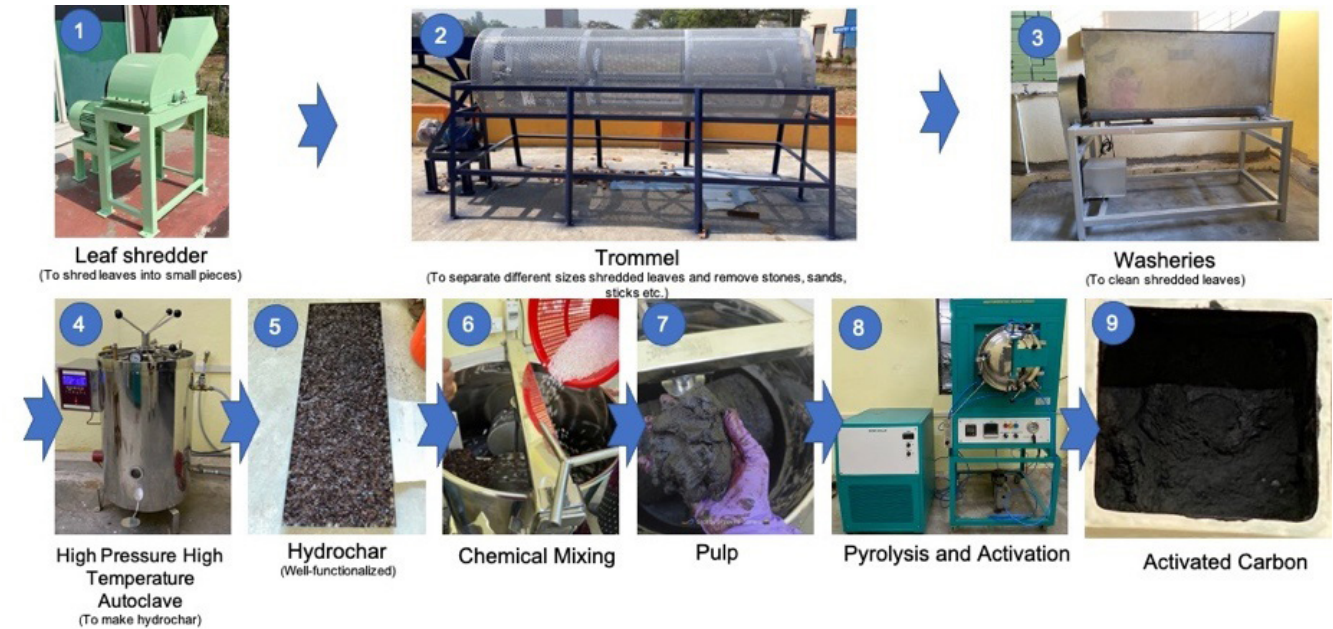 1
2
3
Leaf shredder
(To shred leaves into small pieces)
Trommel
(To separate different sizes shredded leaves and remove stones, sands,
sticks etc.)
Washeries
(To clean shredded leaves)
4
5
6
7
8
9
High Pressure High
Temperature
Autoclave
(To make hydrochar)
Hydrochar
(Well-functionalized)
Chemical Mixing
Pulp
Pyrolysis and Activation
Activated Carbon